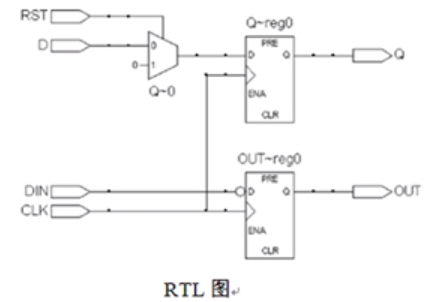 RST
D
0
0
1
Q~0
Q~reg0
PRE
D
Q
ENA
CLR
Q
OUT~reg0
DIN
CLK
PRE
D
Q
ENA
CLR
OUT
RTL 图